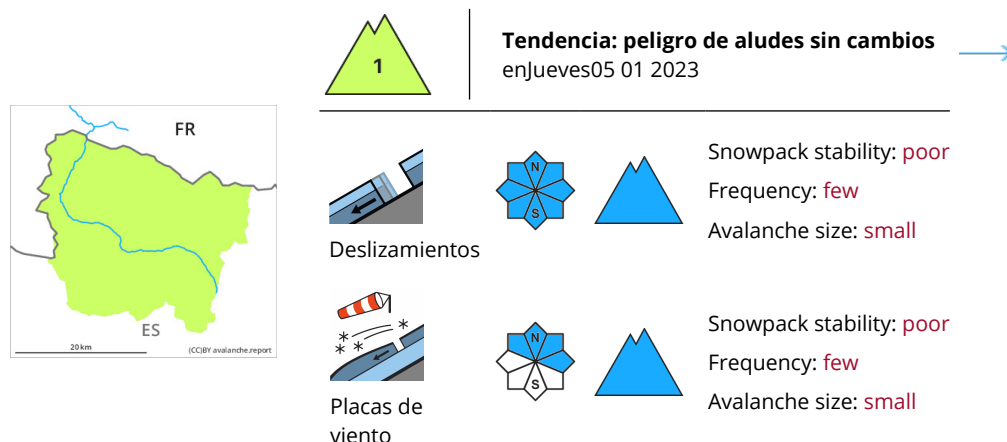 1
Tendencia: peligro de aludes sin cambios
enJueves05 01 2023
FR
ES
20 km
(CC)BY avalanche.report
N
S
Deslizamientos
Snowpack stability: poor
Frequency: few
Avalanche size: small
N
S
Placas de
viento
Snowpack stability: poor
Frequency: few
Avalanche size: small